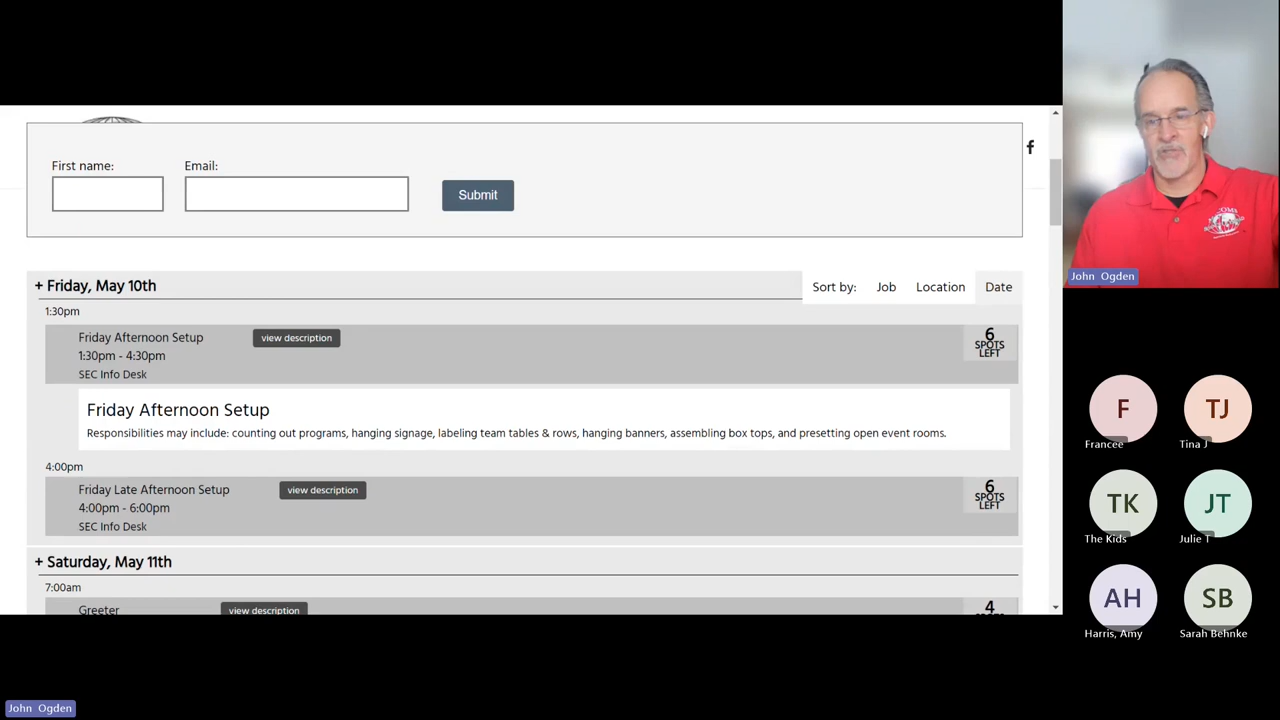 First name:
Email:
Submit
+ Friday, May 10th
Sort by:
Job
Location
Date
1:30pm
Friday Afternoon Setup
view description
6
SPOTS
LEFT
1:30pm - 4:30pm
SEC Info Desk
Friday Afternoon Setup
Responsibilities may include: counting out programs, hanging signage, labeling team tables & rows, hanging banners, assembling box tops, and presetting open event rooms.
4:00pm
Friday Late Afternoon Setup
view description
6
SPOTS
LEFT
4:00pm - 6:00pm
SEC Info Desk
+ Saturday, May 11th
7:00am
Greeter
view description
4
John Ogden
F
Francee
TJ
Tina J
TK
The Kids
JT
Julie T
AH
Harris, Amy
SB
Sarah Behnke
John Ogden